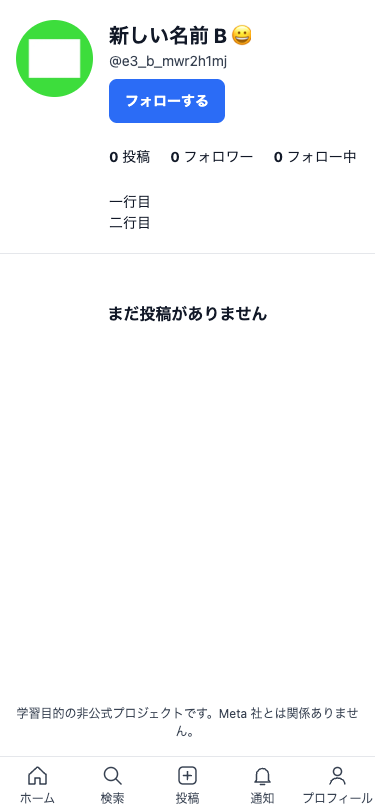 新しい名前 B 😀
@e3_b_mwr2h1mj
フォローする
0 投稿 0 フォロワー 0 フォロー中
一行目
二行目
まだ投稿がありません
学習目的の非公式プロジェクトです。Meta 社とは関係ありませ
ん。
ホーム 検索 投稿 通知 プロフィール